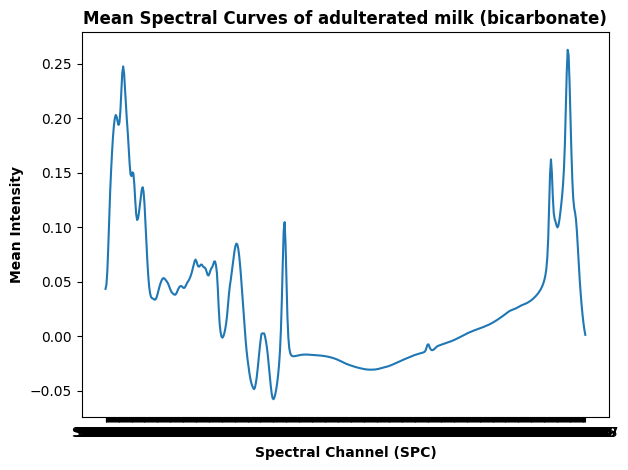 Mean Spectral Curves of adulterated milk (bicarbonate)
Mean Intensity
0.25
0.20
0.15
0.10
0.05
0.00
−0.05
Spectral Channel (SPC)